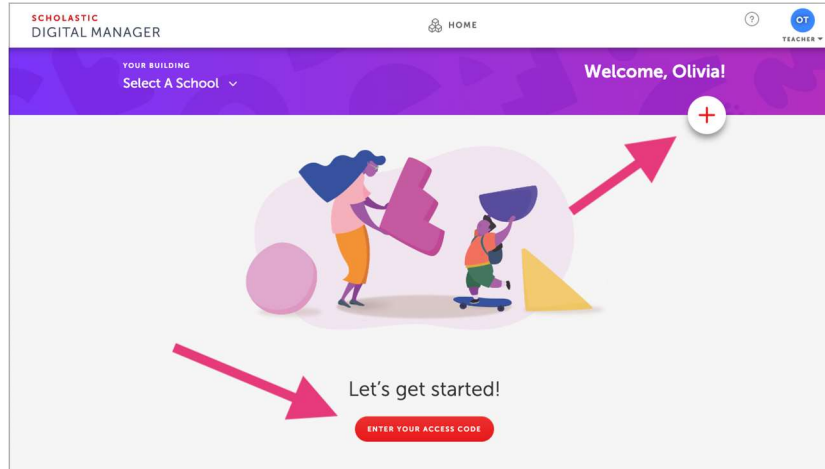 SCHOLASTIC
DIGITAL MANAGER
HOME
?
OT
TEACHER
YOUR BUILDING
Select A School
Welcome, Olivia!
+
Let's get started!
ENTER YOUR ACCESS CODE